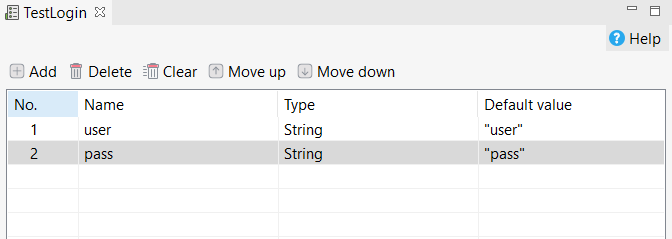 TestLogin
Help
Add Delete Clear Move up Move down
No. Name Type Default value
1 user String "user"
2 pass String "pass"